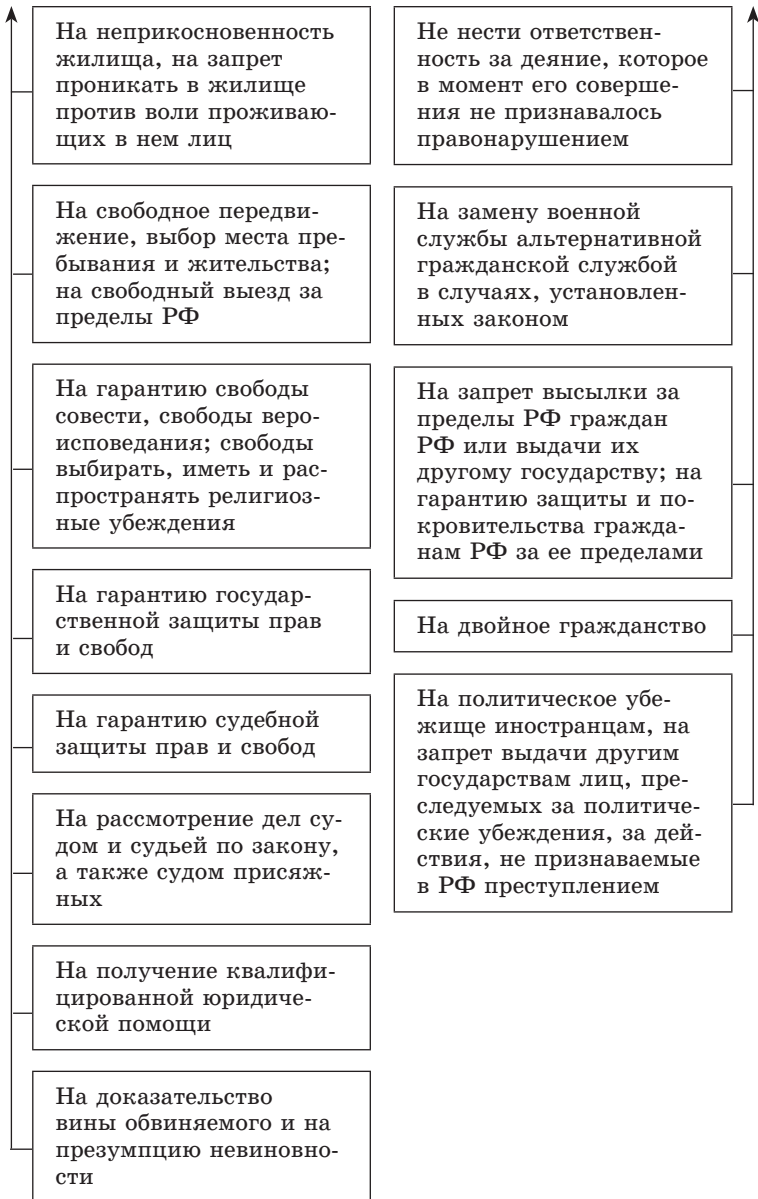 На неприкосновенность
жилища, на запрет
проникать в жилище
против воли проживаю-
щих в нем лиц
На свободное передви-
жение, выбор места пре-
бывания и жительства;
на свободный выезд за
пределы РФ
На гарантию свободы
совести, свободы веро-
исповедания; свободы
выбирать, иметь и рас-
пространять религиоз-
ные убеждения
На гарантию государ-
ственной защиты прав
и свобод
На гарантию судебной
защиты прав и свобод
На рассмотрение дел су-
дом и судьей по закону,
а также судом присяж-
ных
На получение квалифи-
цированной юридиче-
ской помощи
На доказательство
вины обвиняемого и на
презумпцию невиновно-
сти
Не нести ответствен-
ность за деяние, которое
в момент его соверше-
ния не признавалось
правонарушением
На замену военной
службы альтернативной
гражданской службой
в случаях, установлен-
ных законом
На запрет высылки за
пределы РФ граждан
РФ или выдачи их
другому государству; на
гарантию защиты и по-
кровительства гражда-
нам РФ за ее пределами
На двойное гражданство
На политическое убе-
жище иностранцам, на
запрет выдачи другим
государствам лиц, пре-
следуемых за политиче-
ские убеждения, за дей-
ствия, не признаваемые
в РФ преступлением